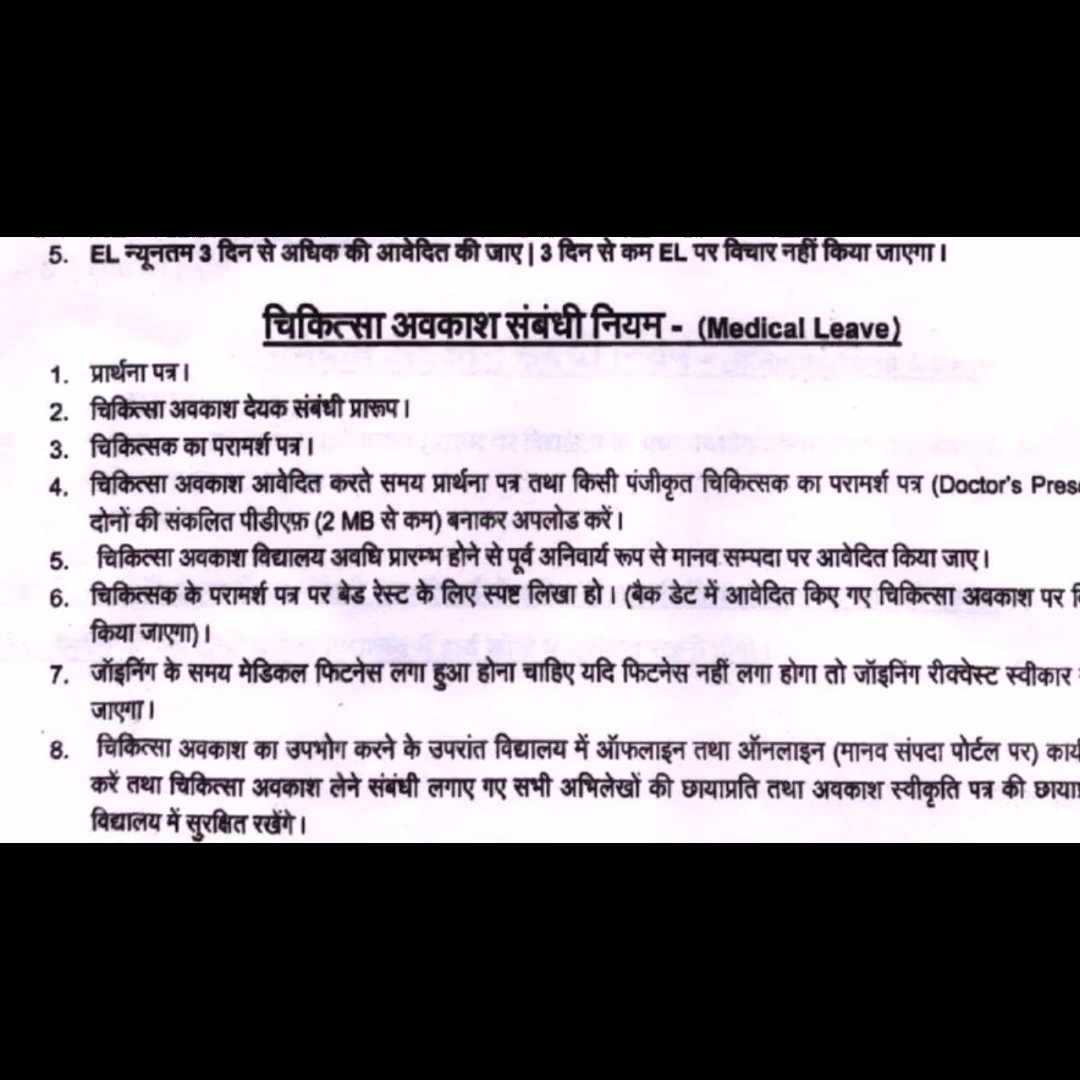 5. EL न्यूनतम 3 दिन से अधिक की आवेदित की जाए | 3 दिन से कम EL पर विचार नहीं किया जाएगा।
चिकित्सा अवकाश संबंधी नियम - (Medical Leave)
1. प्रार्थना पत्र।
2. चिकित्सा अवकाश देयक संबंधी प्रारूप।
3. चिकित्सक का परामर्श पत्र।
4. चिकित्सा अवकाश आवेदित करते समय प्रार्थना पत्र तथा किसी पंजीकृत चिकित्सक का परामर्श पत्र (Doctor's
दोनों की संकलित पीडीएफ़ (2 MB से कम) बनाकर अपलोड करें।
5. चिकित्सा अवकाश विद्यालय अवधि प्रारम्भ होने से पूर्व अनिवार्य रूप से मानव सम्पदा पर आवेदित किया जाए।
6. चिकित्सक के परामर्श पत्र पर बेड रेस्ट के लिए स्पष्ट लिखा हो। (बैक डेट में आवेदित किए गए चिकित्सा अवकाश पर
किया जाएगा)।
7. जॉइनिंग के समय मेडिकल फिटनेस लगा हुआ होना चाहिए यदि फिटनेस नहीं लगा होगा तो जॉइनिंग रीक्वेस्ट स्वीकार
जाएगा।
8. चिकित्सा अवकाश का उपभोग करने के उपरांत विद्यालय में ऑफलाइन तथा ऑनलाइन (मानव संपदा पोर्टल पर)
करें तथा चिकित्सा अवकाश लेने संबंधी लगाए गए सभी अभिलेखों की छायाप्रति तथा अवकाश स्वीकृति पत्र की
विद्यालय में सुरक्षित रखेंगे।